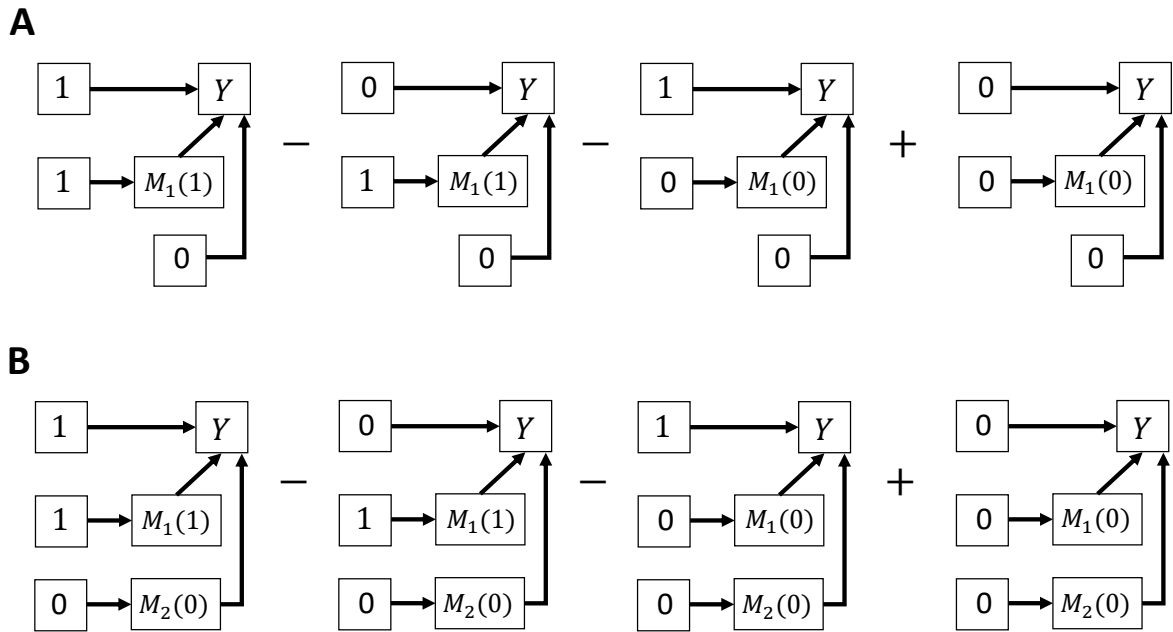 A
1 Y − 0 Y − 1 Y + 0 Y
1 M₁(1) 1 M₁(1) 0 M₁(0) 0 M₁(0)
0 0 0 0
B
1 Y − 0 Y − 1 Y + 0 Y
1 M₁(1) 1 M₁(1) 0 M₁(0) 0 M₁(0)
0 M₂(0) 0 M₂(0) 0 M₂(0) 0 M₂(0)